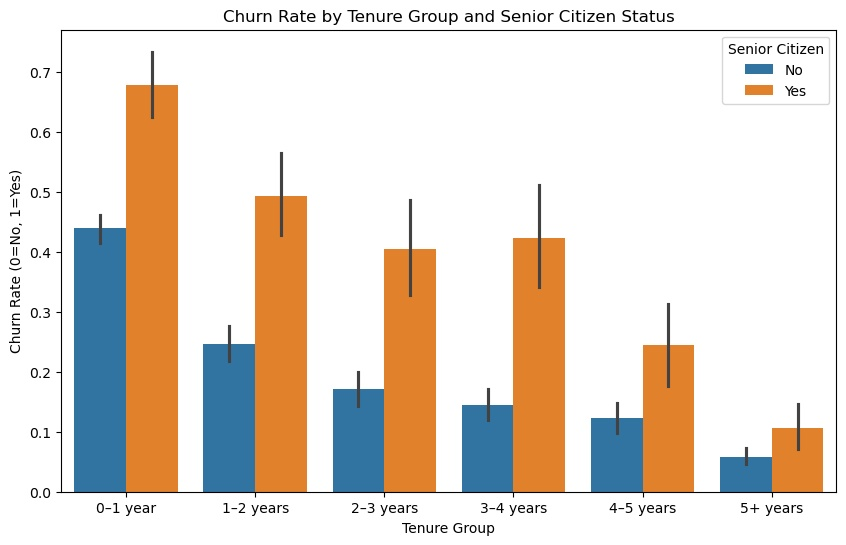 Churn Rate by Tenure Group and Senior Citizen Status
Senior Citizen
No
Yes
Churn Rate (0=No, 1=Yes)
0.7
0.6
0.5
0.4
0.3
0.2
0.1
0.0
0–1 year
1–2 years
2–3 years
3–4 years
4–5 years
5+ years
Tenure Group